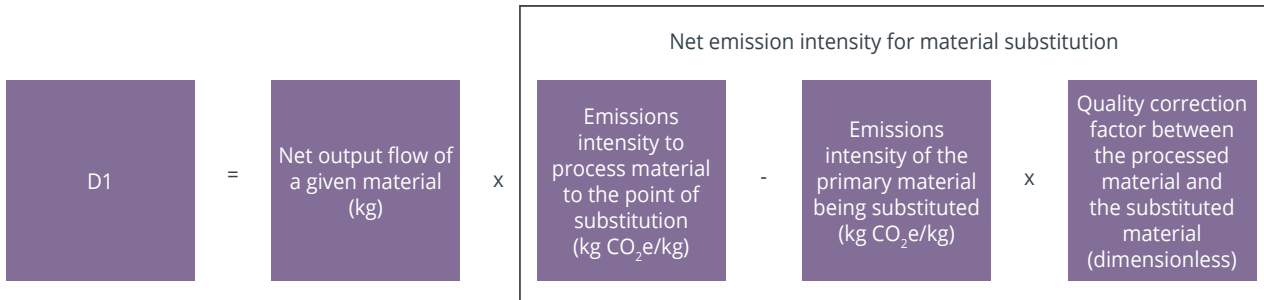 Net emission intensity for material substitution
D1
=
Net output flow of
a given material
(kg)
x
Emissions
intensity to
process material
to the point of
substitution
(kg CO₂e/kg)
-
Emissions
intensity of the
primary material
being substituted
(kg CO₂e/kg)
x
Quality correction
factor between
the processed
material and
the substituted
material
(dimensionless)